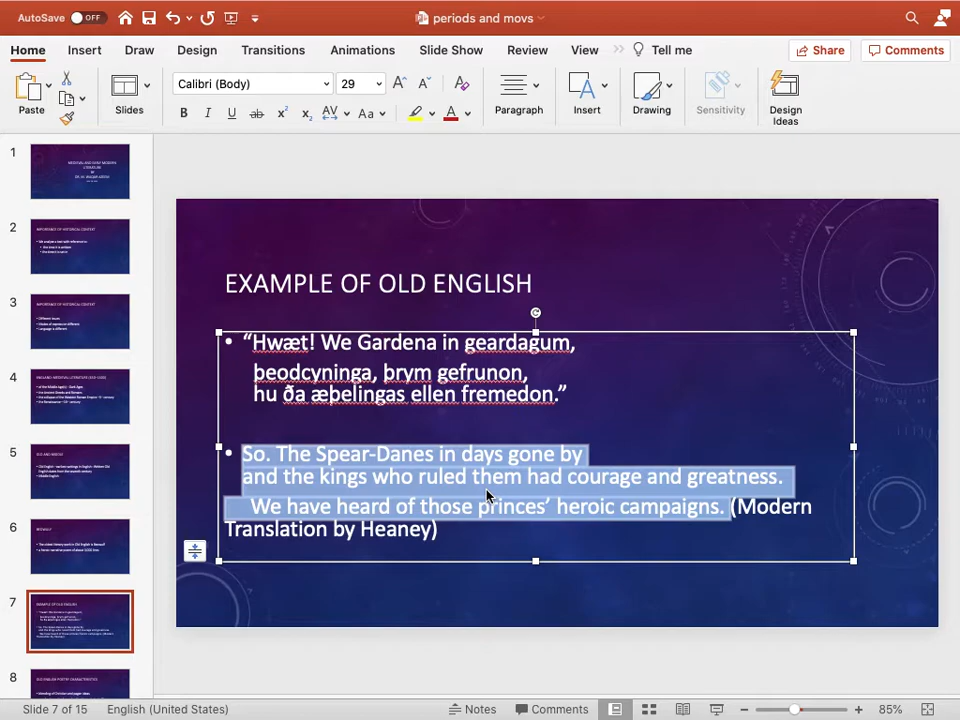 AutoSave OFF periods and movs
Home Insert Draw Design Transitions Animations Slide Show Review View Tell me Share Comments
Calibri (Body) 29
Paste Slides B I U ab x² x₂ AV Aa A Paragraph Insert Drawing Sensitivity Design
Ideas
1
2
3
4
5
6
7
8
EXAMPLE OF OLD ENGLISH
• “Hwæt! We Gardena in geardagum,
þeodcyninga, þrym gefrunon,
hu ða æþelingas ellen fremedon.”
• So. The Spear-Danes in days gone by
and the kings who ruled them had courage and greatness.
We have heard of those princes’ heroic campaigns. (Modern
Translation by Heaney)
Slide 7 of 15 English (United States) Notes Comments 85%